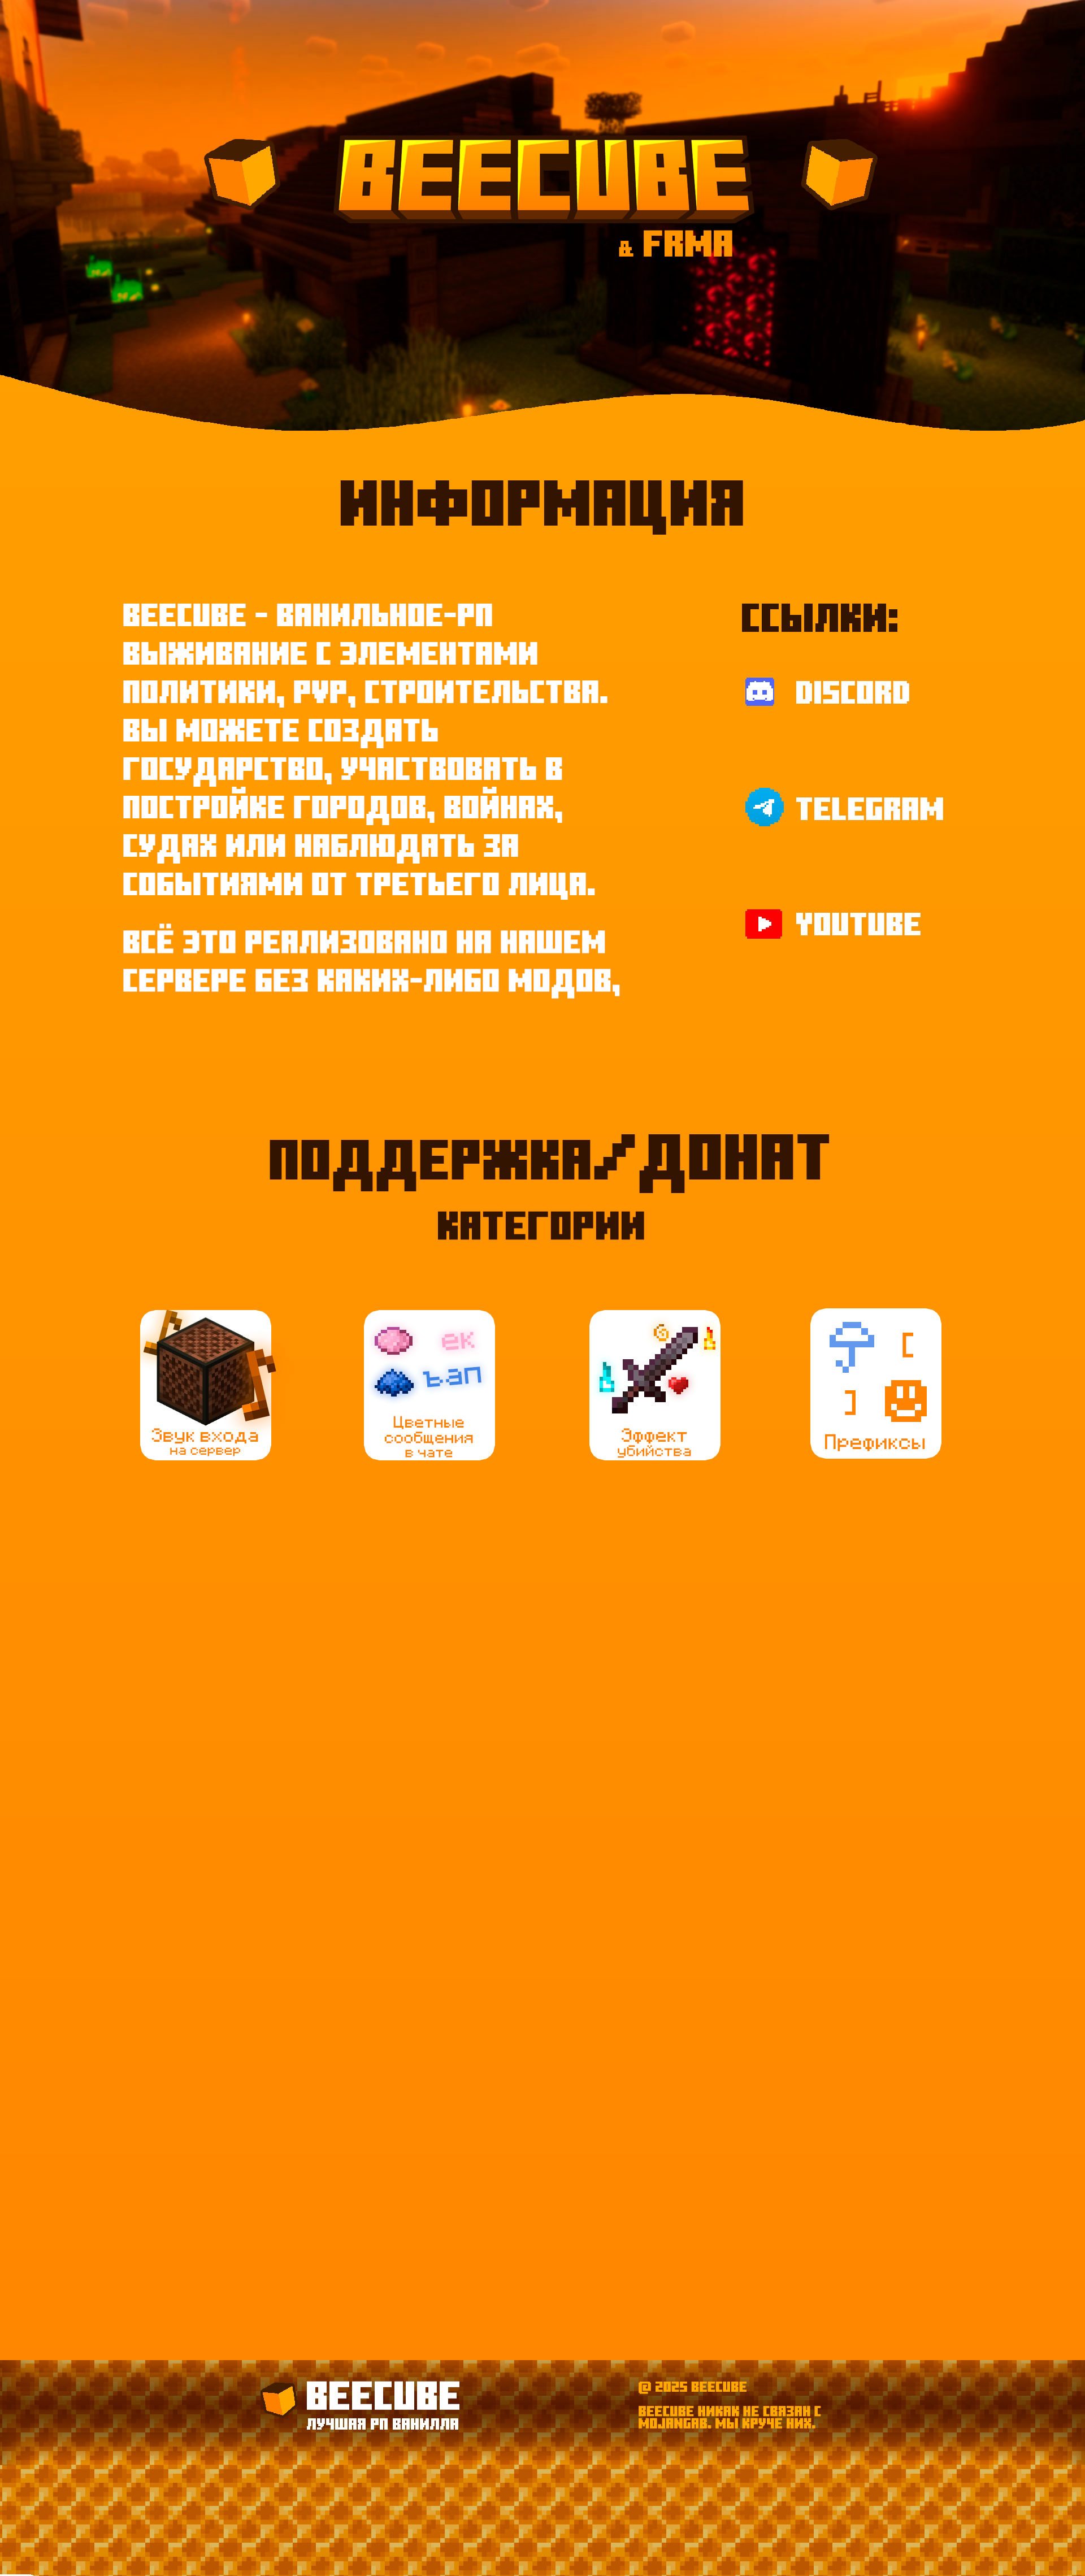 BEECUBE
& FRMA
ИНФОРМАЦИЯ
BEECUBE - ВАНИЛЬНОЕ-РП
ВЫЖИВАНИЕ С ЭЛЕМЕНТАМИ
ПОЛИТИКИ, PVP, СТРОИТЕЛЬСТВА.
ВЫ МОЖЕТЕ СОЗДАТЬ
ГОСУДАРСТВО, УЧАСТВОВАТЬ В
ПОСТРОЙКЕ ГОРОДОВ, ВОЙНАХ,
СУДАХ ИЛИ НАБЛЮДАТЬ ЗА
СОБЫТИЯМИ ОТ ТРЕТЬЕГО ЛИЦА.
ВСЁ ЭТО РЕАЛИЗОВАНО НА НАШЕМ
СЕРВЕРЕ БЕЗ КАКИХ-ЛИБО МОДОВ,
ССЫЛКИ:
DISCORD
TELEGRAM
YOUTUBE
ПОДДЕРЖКА/ДОНАТ
КАТЕГОРИИ
Звук входа
на сервер
ек
ъап
Цветные
сообщения
в чате
Эффект
убийства
[
]
Префиксы
BEECUBE
ЛУЧШАЯ РП ВАНИЛЛА
@ 2025 BEECUBE
BEECUBE НИКАК НЕ СВЯЗАН С
MOJANGAB. МЫ КРУЧЕ НИХ.